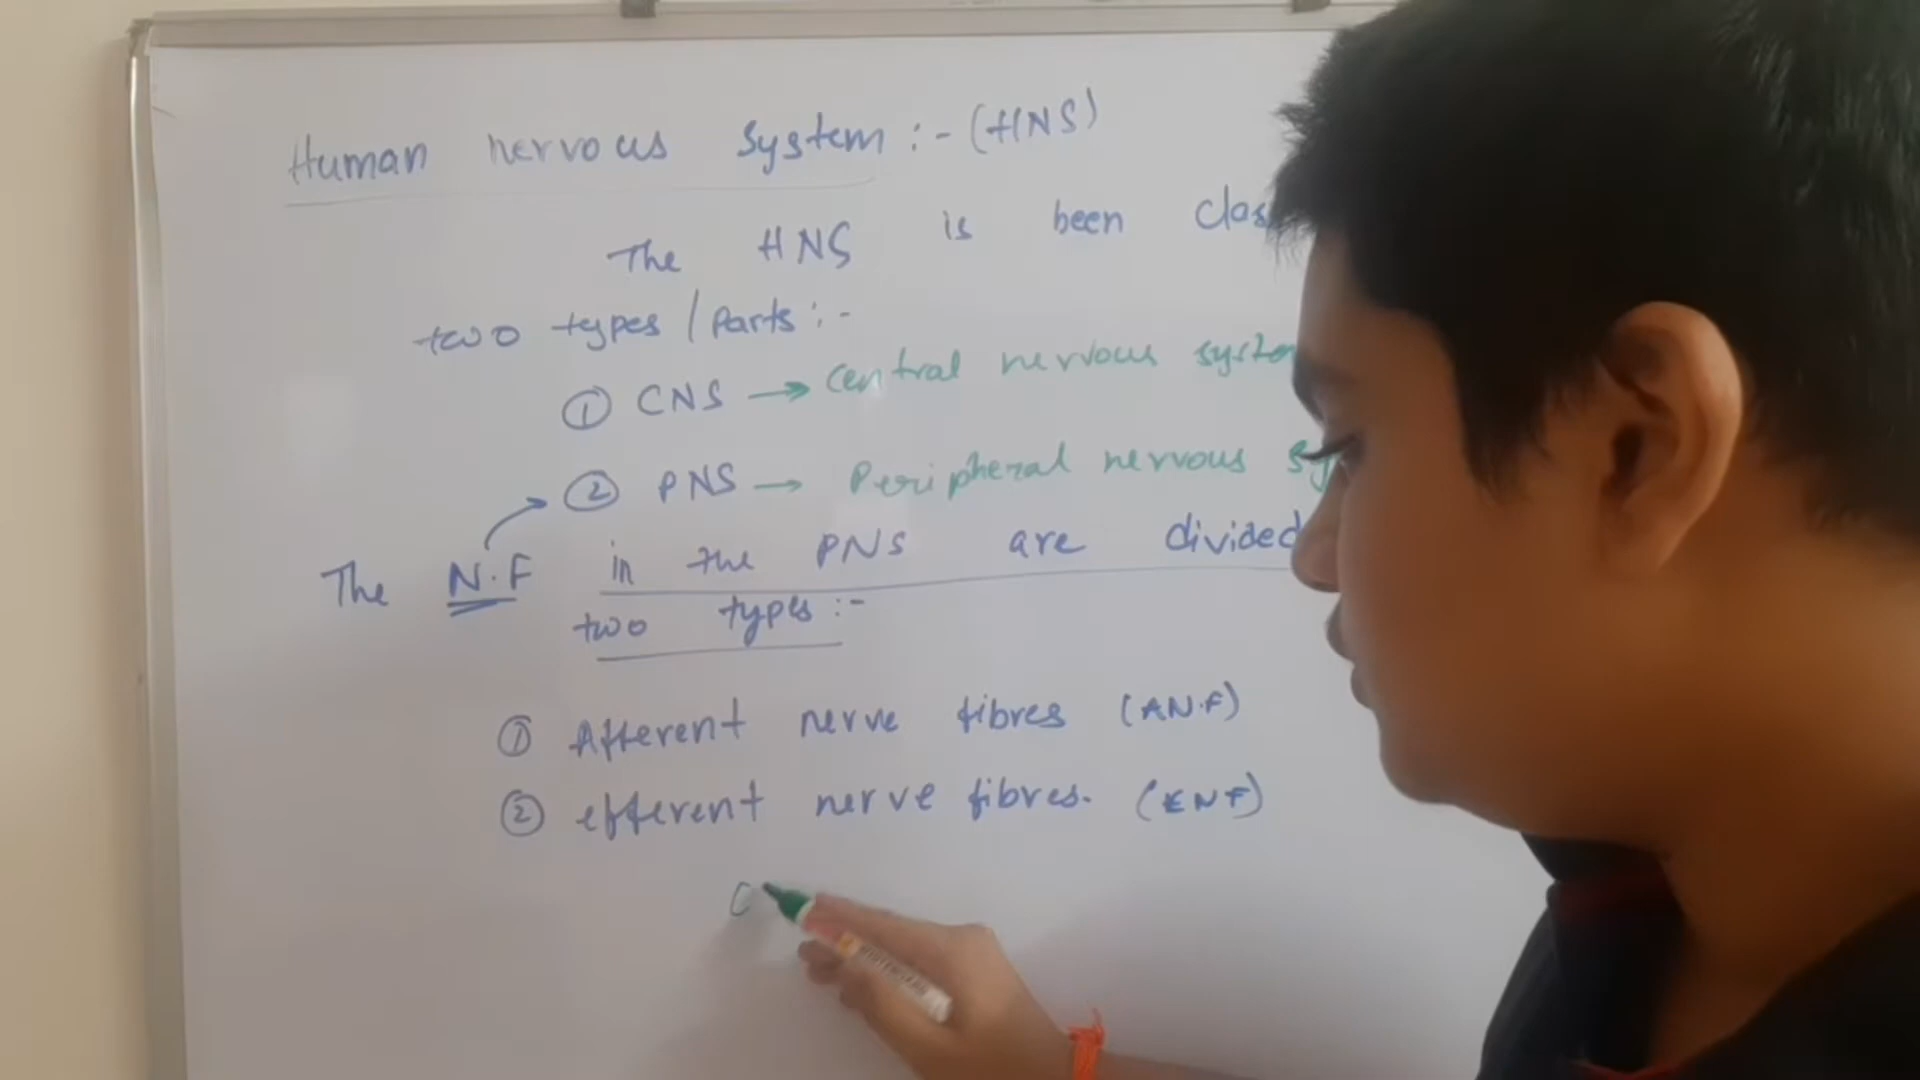 Human nervous system :- (HNS)
The HNS is been
two types / Parts :-
① CNS → central nervous
② PNS → Peripheral nervous
The N.F in the PNS are divided
two types :-
① Afferent nerve fibres (AN.F)
② efferent nerve fibres. (ENF)